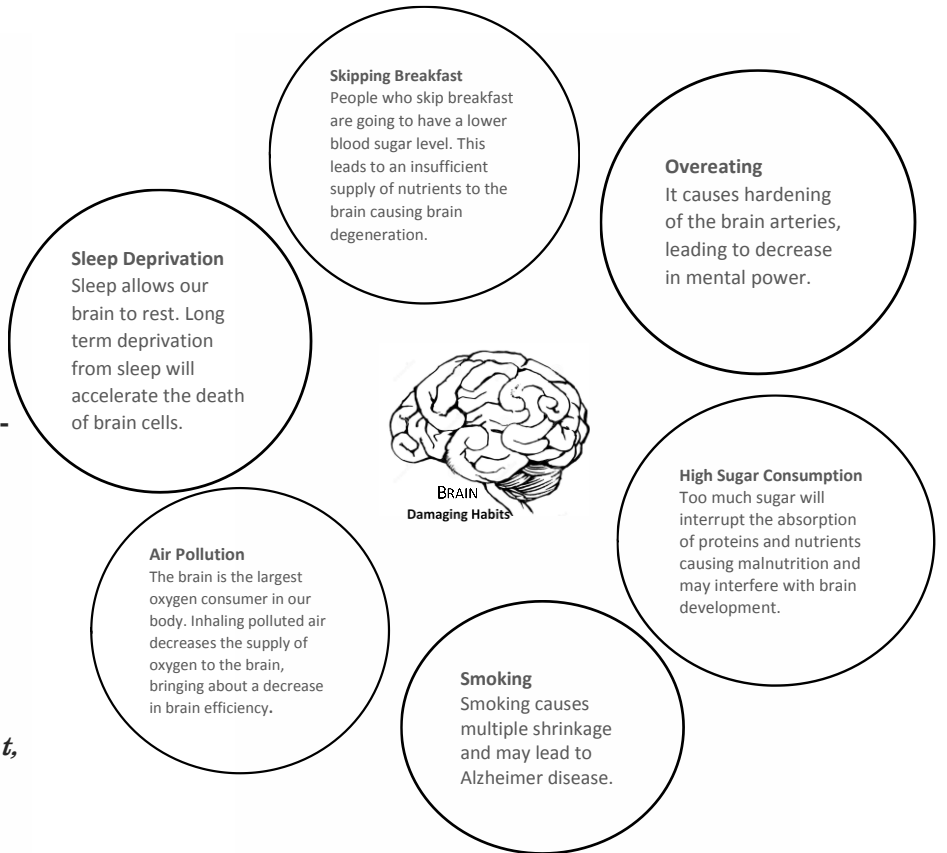 Skipping Breakfast
People who skip breakfast
are going to have a lower
blood sugar level. This
leads to an insufficient
supply of nutrients to the
brain causing brain
degeneration.
Overeating
It causes hardening
of the brain arteries,
leading to decrease
in mental power.
Sleep Deprivation
Sleep allows our
brain to rest. Long
term deprivation
from sleep will
accelerate the death
of brain cells.
-
BRAIN
Damaging Habits
High Sugar Consumption
Too much sugar will
interrupt the absorption
of proteins and nutrients
causing malnutrition and
may interfere with brain
development.
Air Pollution
The brain is the largest
oxygen consumer in our
body. Inhaling polluted air
decreases the supply of
oxygen to the brain,
bringing about a decrease
in brain efficiency.
Smoking
Smoking causes
multiple shrinkage
and may lead to
Alzheimer disease.
t,